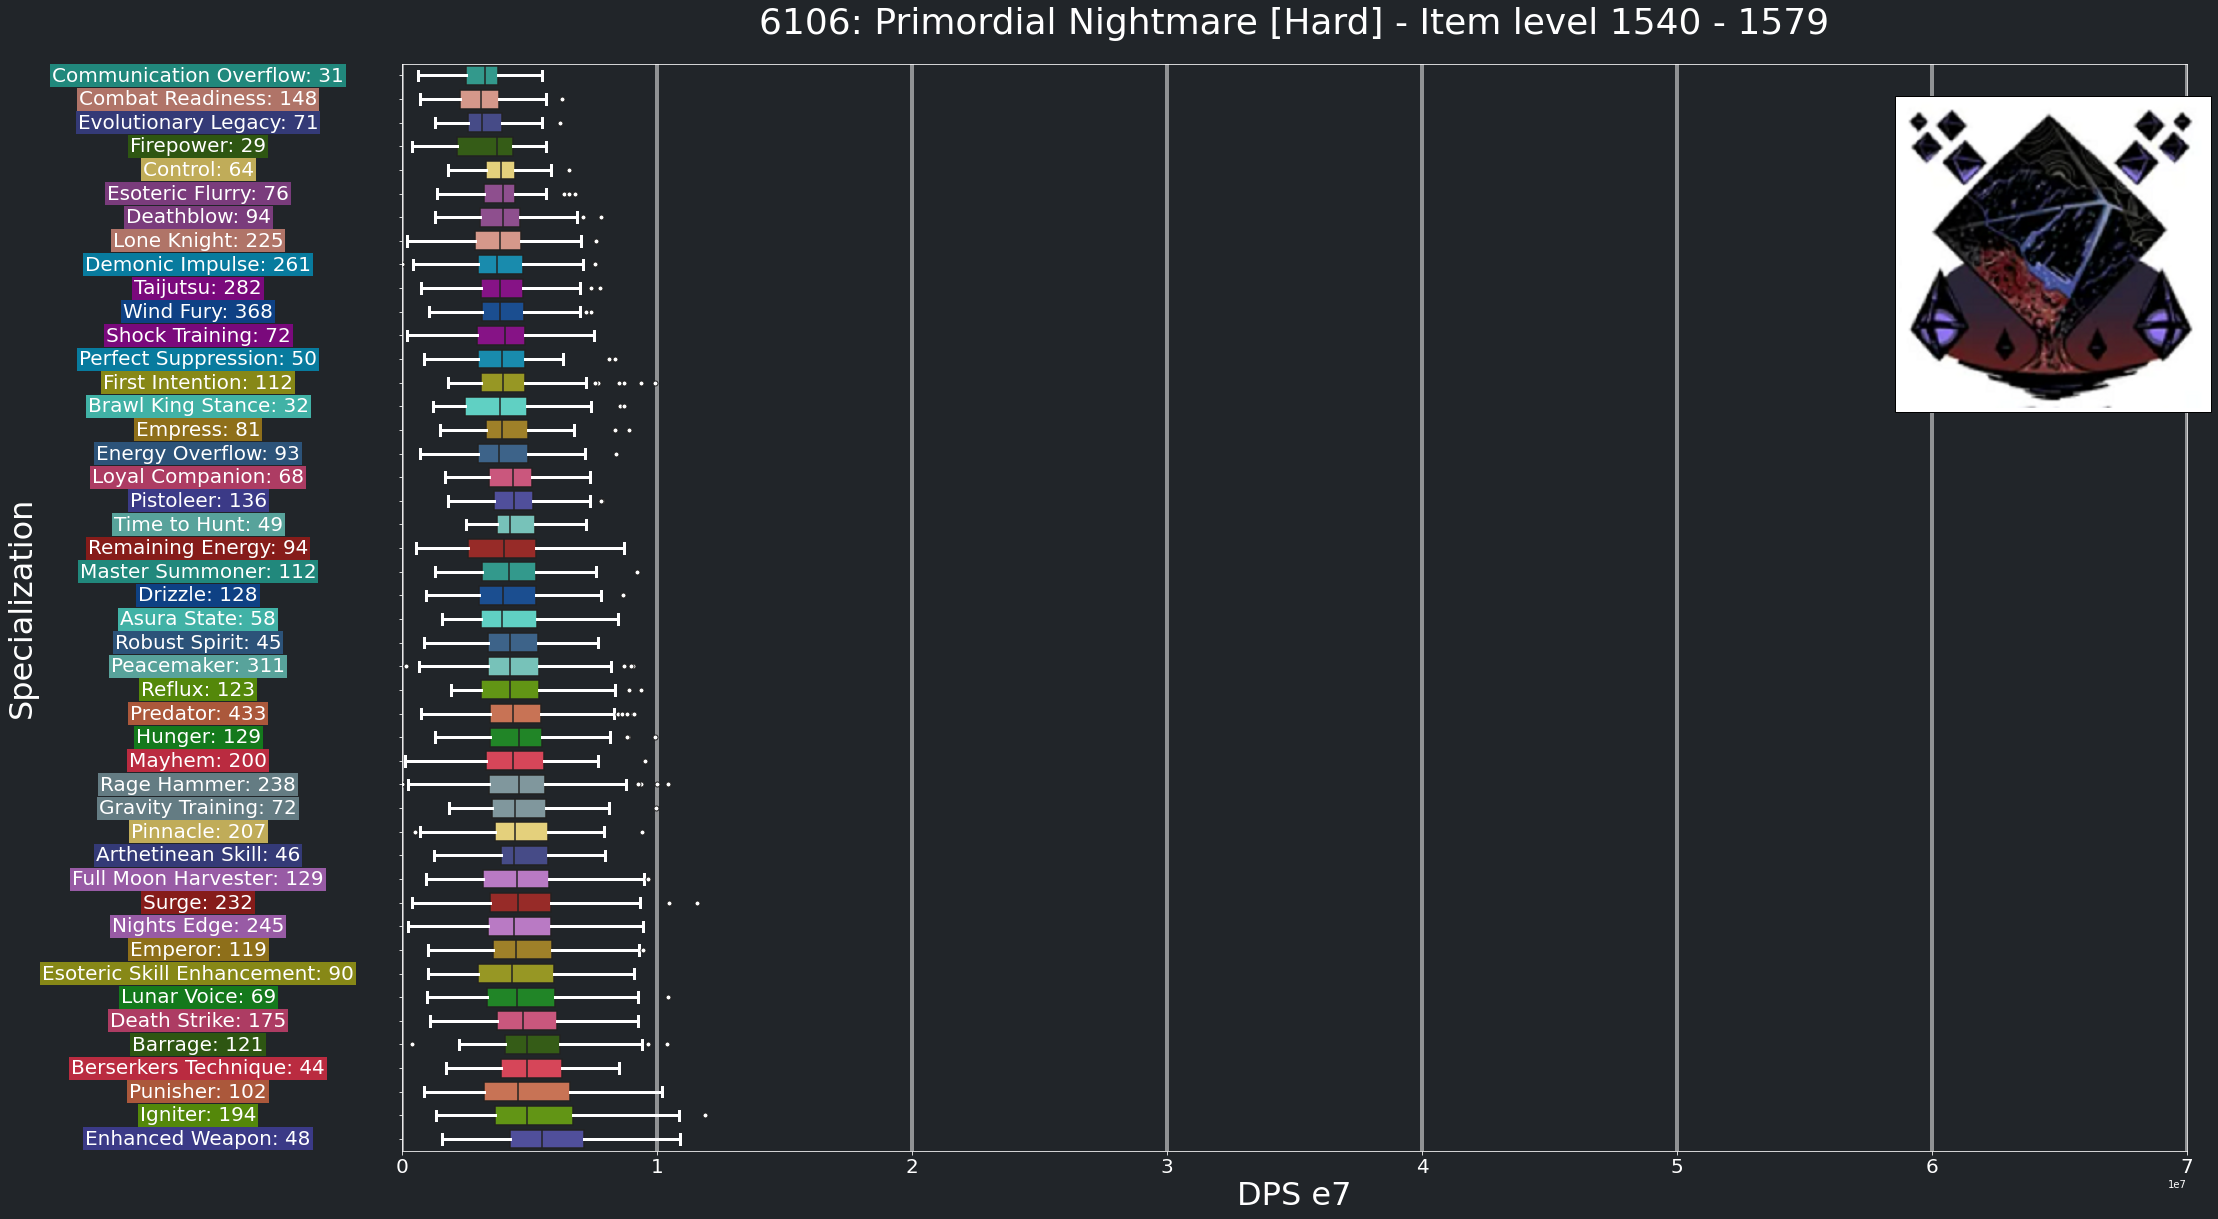 6106: Primordial Nightmare [Hard] - Item level 1540 - 1579
Specialization
Communication Overflow: 31
Combat Readiness: 148
Evolutionary Legacy: 71
Firepower: 29
Control: 64
Esoteric Flurry: 76
Deathblow: 94
Lone Knight: 225
Demonic Impulse: 261
Taijutsu: 282
Wind Fury: 368
Shock Training: 72
Perfect Suppression: 50
First Intention: 112
Brawl King Stance: 32
Empress: 81
Energy Overflow: 93
Loyal Companion: 68
Pistoleer: 136
Time to Hunt: 49
Remaining Energy: 94
Master Summoner: 112
Drizzle: 128
Asura State: 58
Robust Spirit: 45
Peacemaker: 311
Reflux: 123
Predator: 433
Hunger: 129
Mayhem: 200
Rage Hammer: 238
Gravity Training: 72
Pinnacle: 207
Arthetinean Skill: 46
Full Moon Harvester: 129
Surge: 232
Nights Edge: 245
Emperor: 119
Esoteric Skill Enhancement: 90
Lunar Voice: 69
Death Strike: 175
Barrage: 121
Berserkers Technique: 44
Punisher: 102
Igniter: 194
Enhanced Weapon: 48
0 1 2 3 4 5 6 7
1e7
DPS e7